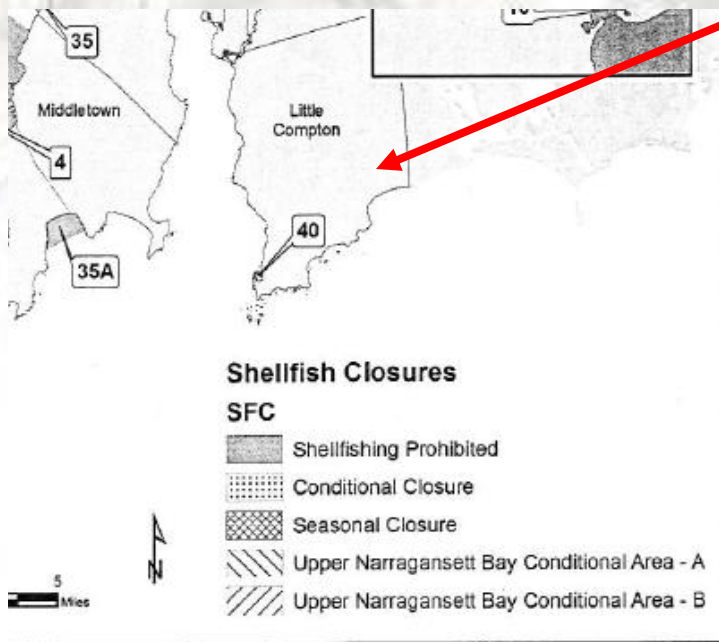 35
Middletown
Little
Compton
4
40
35A
Shellfish Closures
SFC
Shellfishing Prohibited
Conditional Closure
Seasonal Closure
N
5
Miles
Upper Narragansett Bay Conditional Area - A
Upper Narragansett Bay Conditional Area - B